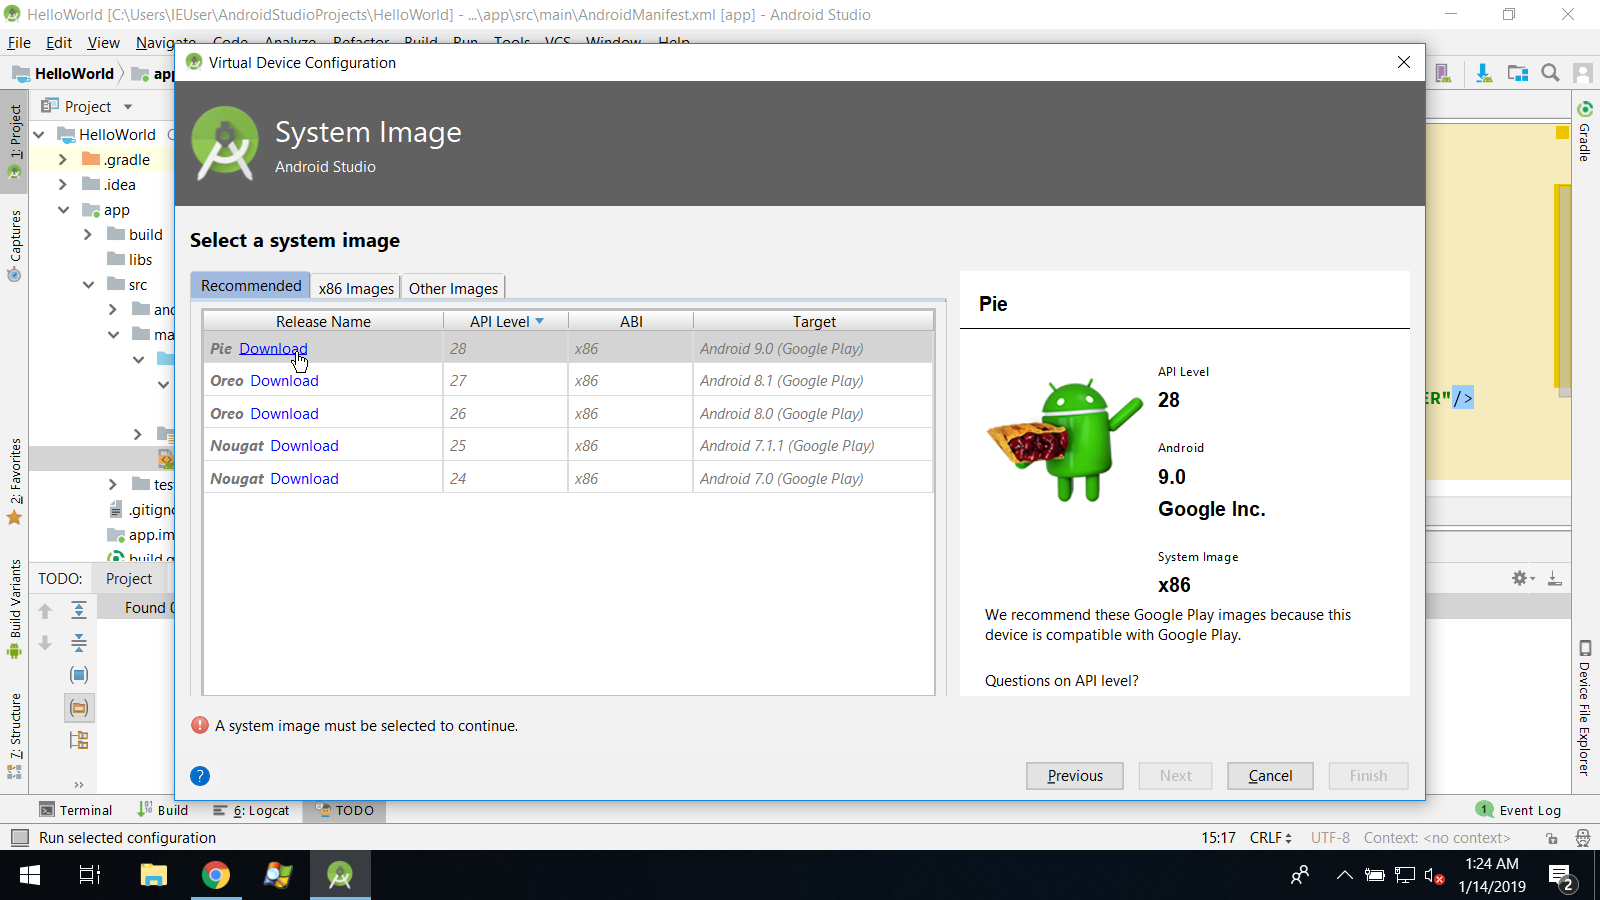 HelloWorld [C:\Users\IEUser\AndroidStudioProjects\HelloWorld] - ...\app\src\main\AndroidManifest.xml [app] - Android Studio
File Edit View Navigate Code Analyze Refactor Build Run Tools VCS Window Help
Virtual Device Configuration
HelloWorld app
System Image
Android Studio
1: Project
Captures
2: Favorites
Build Variants
7: Structure
Project
HelloWorld
.gradle
.idea
app
build
libs
src
and
ma
tes
.gitigno
app.im
build.g
Select a system image
Recommended x86 Images Other Images
Release Name API Level ABI Target
Pie Download 28 x86 Android 9.0 (Google Play)
Oreo Download 27 x86 Android 8.1 (Google Play)
Oreo Download 26 x86 Android 8.0 (Google Play)
Nougat Download 25 x86 Android 7.1.1 (Google Play)
Nougat Download 24 x86 Android 7.0 (Google Play)
Pie
API Level
28
Android
9.0
Google Inc.
System Image
x86
We recommend these Google Play images because this
device is compatible with Google Play.
Questions on API level?
ER"/>
Gradle
Device File Explorer
TODO: Project
Found 0
A system image must be selected to continue.
? Previous Next Cancel Finish
Terminal Build 6: Logcat TODO 1 Event Log
Run selected configuration 15:17 CRLF UTF-8 Context: <no context>
1:24 AM
1/14/2019
2